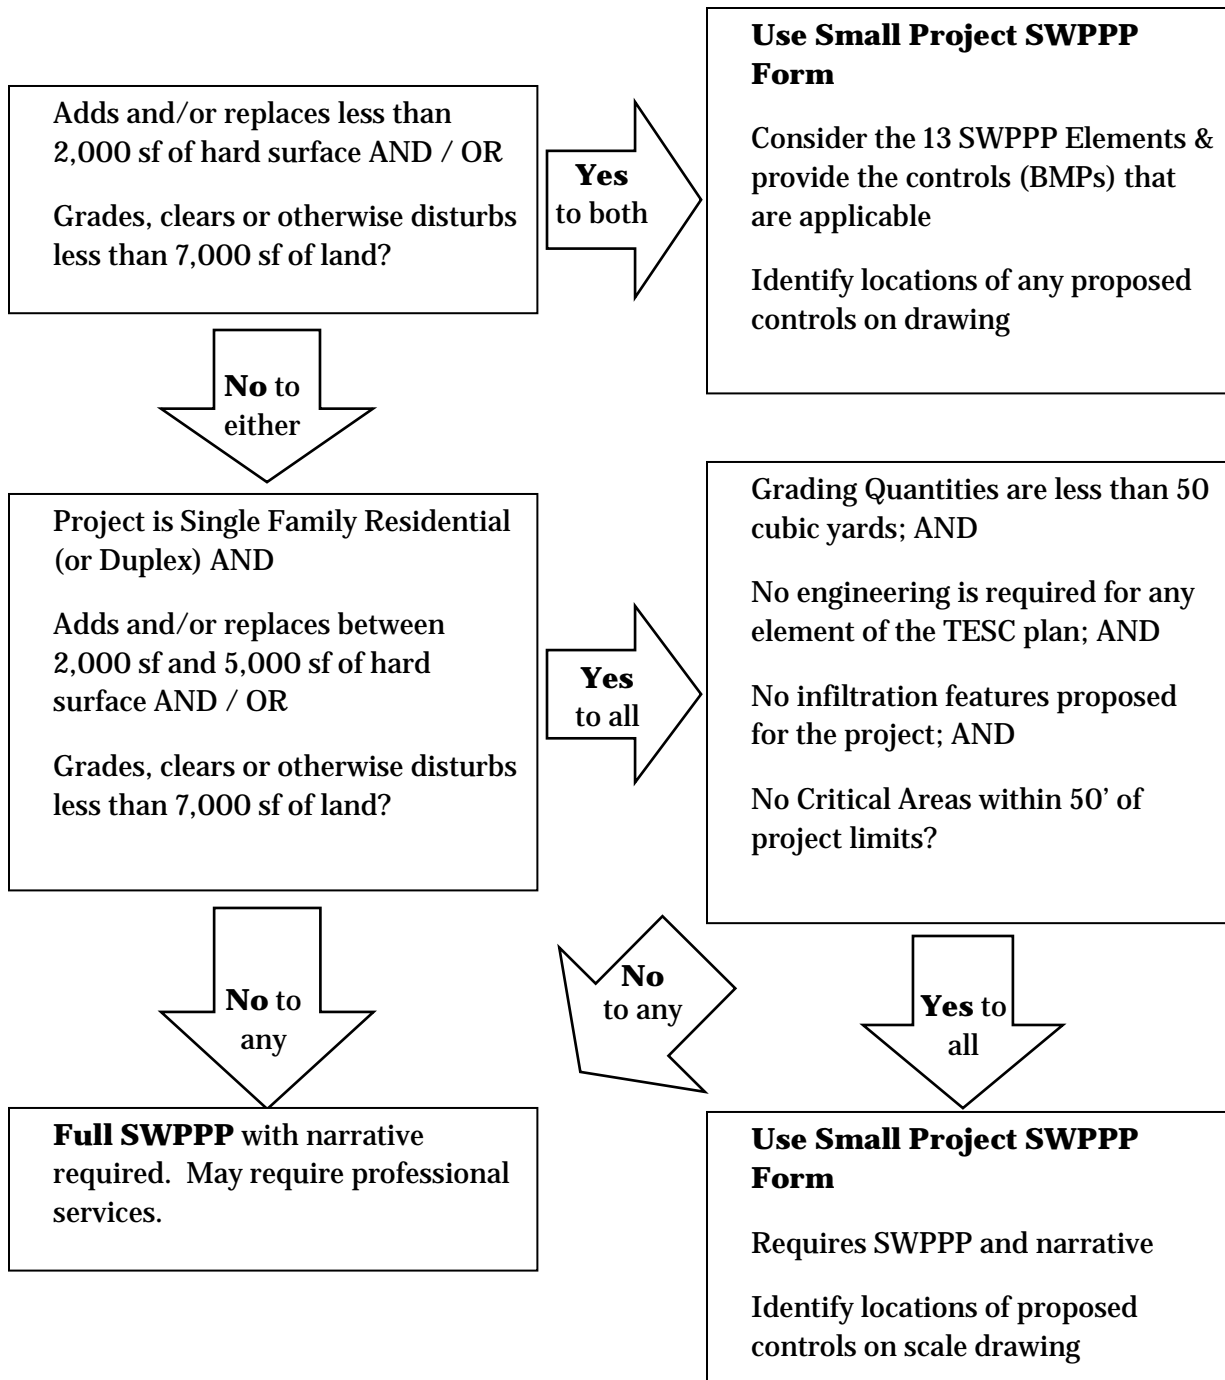 Adds and/or replaces less than
2,000 sf of hard surface AND / OR
Grades, clears or otherwise disturbs
less than 7,000 sf of land?
Yes
to both
Use Small Project SWPPP
Form
Consider the 13 SWPPP Elements &
provide the controls (BMPs) that
are applicable
Identify locations of any proposed
controls on drawing
No to
either
Project is Single Family Residential
(or Duplex) AND
Adds and/or replaces between
2,000 sf and 5,000 sf of hard
surface AND / OR
Grades, clears or otherwise disturbs
less than 7,000 sf of land?
Yes
to all
Grading Quantities are less than 50
cubic yards; AND
No engineering is required for any
element of the TESC plan; AND
No infiltration features proposed
for the project; AND
No Critical Areas within 50’ of
project limits?
No to
any
No
to any
Yes to
all
Full SWPPP with narrative
required.  May require professional
services.
Use Small Project SWPPP
Form
Requires SWPPP and narrative
Identify locations of proposed
controls on scale drawing